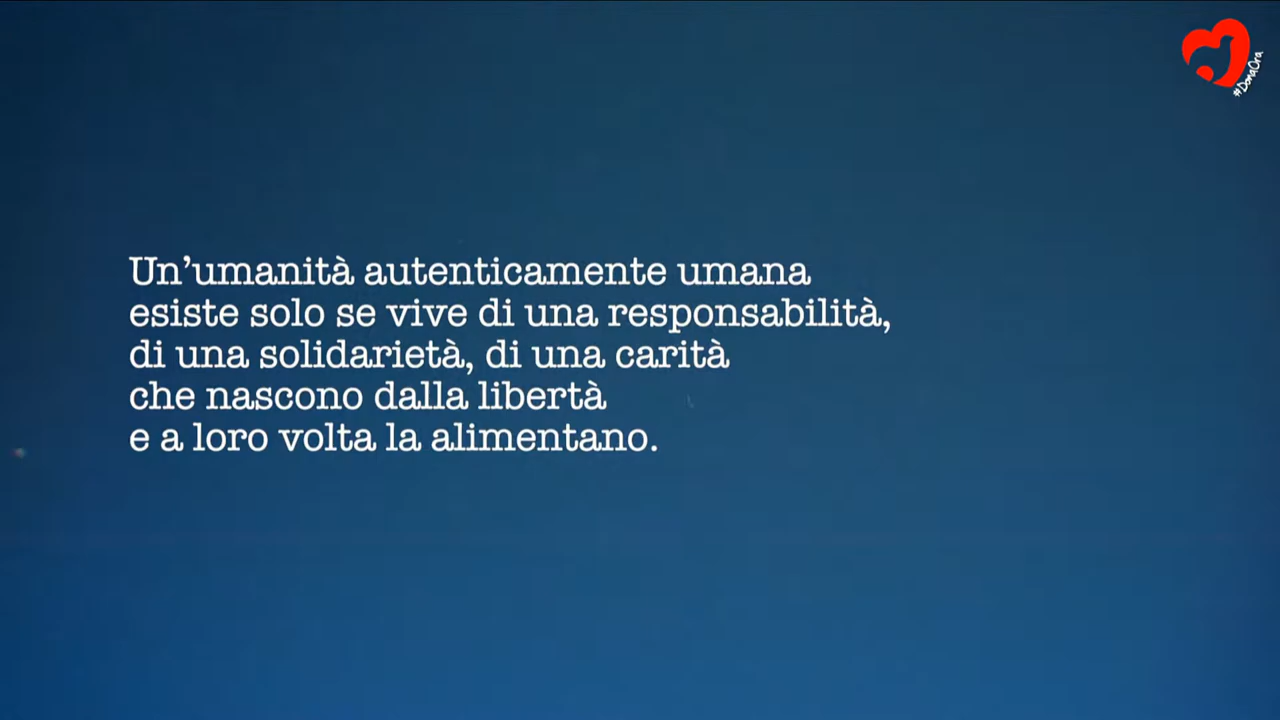 #DonaOra
Un’umanità autenticamente umana
esiste solo se vive di una responsabilità,
di una solidarietà, di una carità
che nascono dalla libertà
e a loro volta la alimentano.